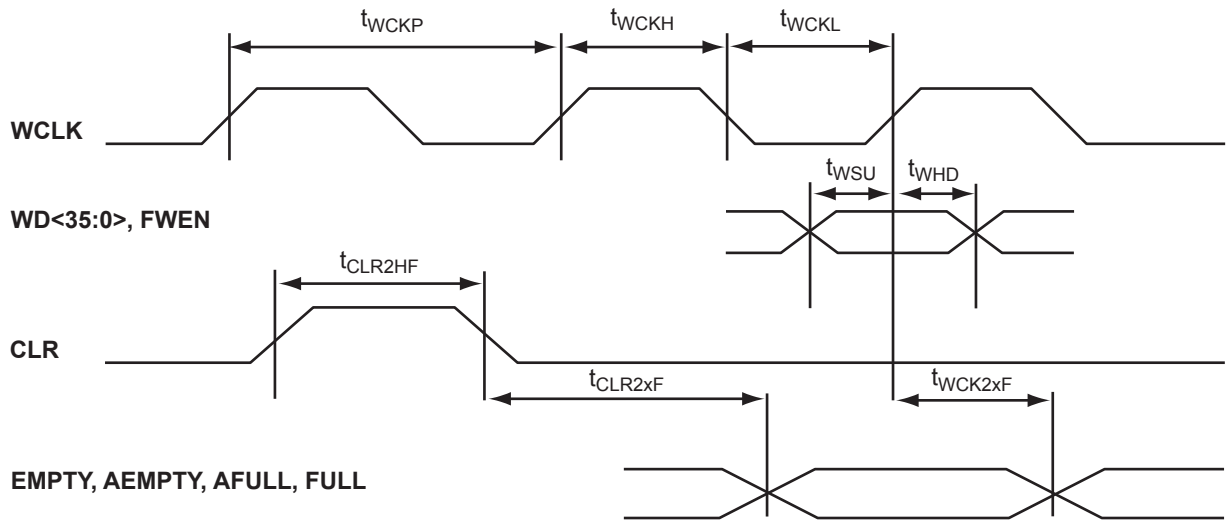 tWCKP tWCKH tWCKL
WCLK
tWSU tWHD
WD<35:0>, FWEN
tCLR2HF
CLR
tCLR2xF tWCK2xF
EMPTY, AEMPTY, AFULL, FULL